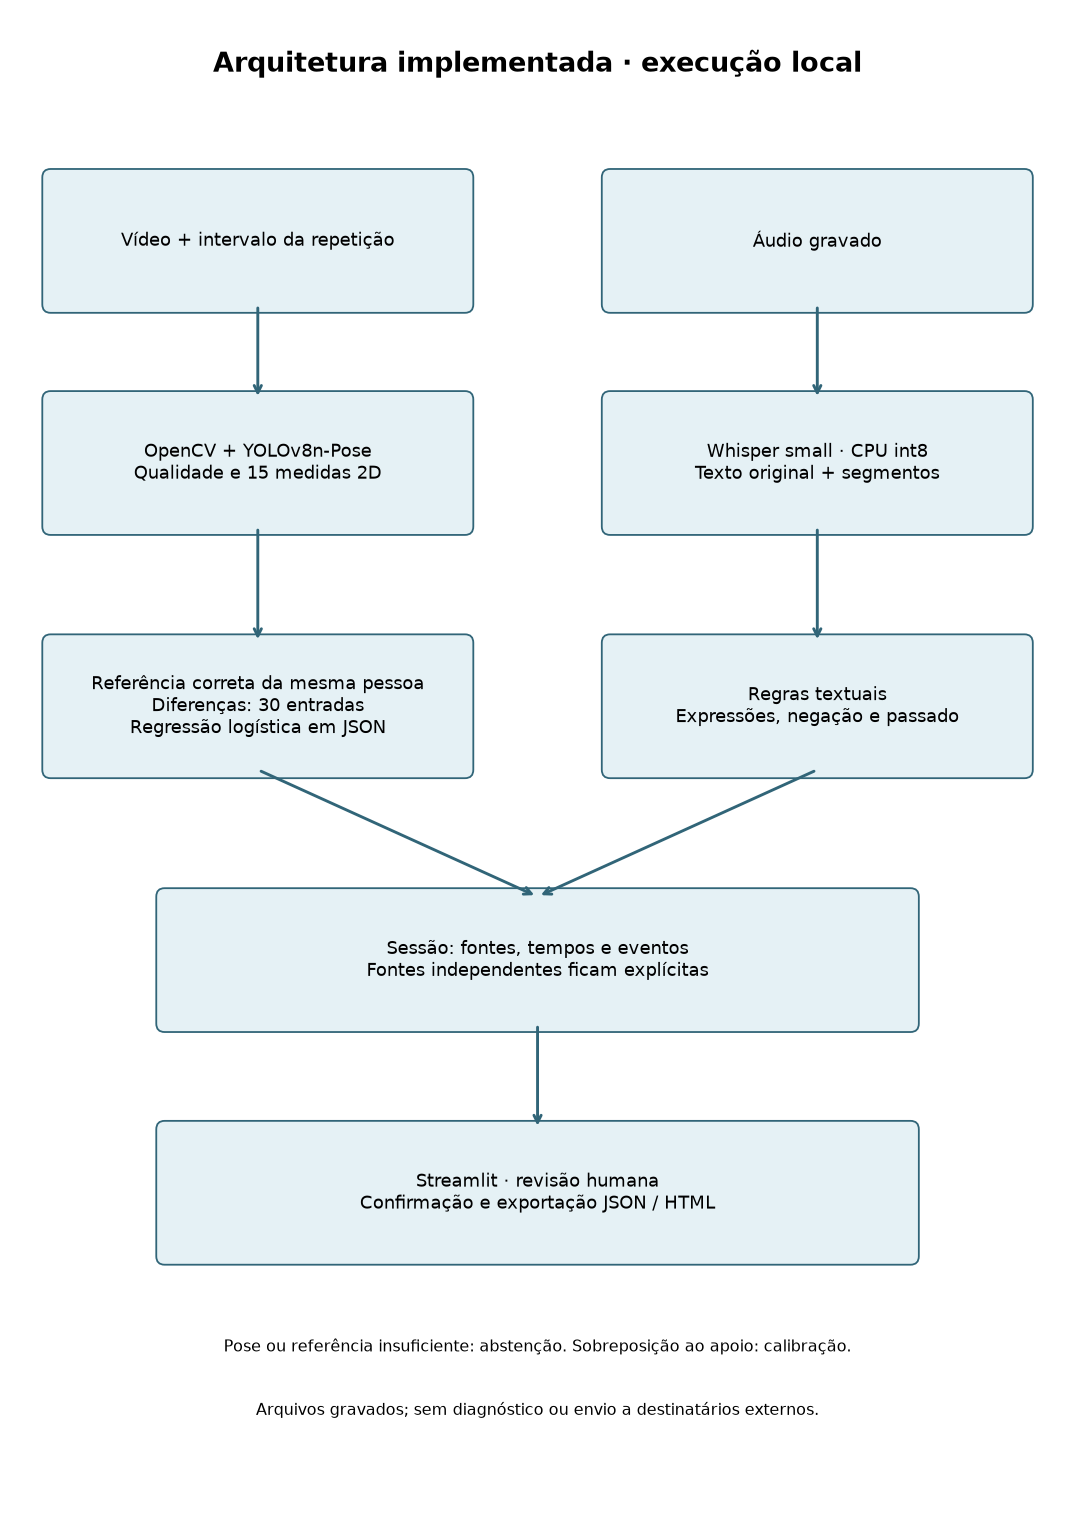 Arquitetura implementada · execução local
Vídeo + intervalo da repetição
Áudio gravado
OpenCV + YOLOv8n-Pose
Qualidade e 15 medidas 2D
Whisper small · CPU int8
Texto original + segmentos
Referência correta da mesma pessoa
Diferenças: 30 entradas
Regressão logística em JSON
Regras textuais
Expressões, negação e passado
Sessão: fontes, tempos e eventos
Fontes independentes ficam explícitas
Streamlit · revisão humana
Confirmação e exportação JSON / HTML
Pose ou referência insuficiente: abstenção. Sobreposição ao apoio: calibração.
Arquivos gravados; sem diagnóstico ou envio a destinatários externos.